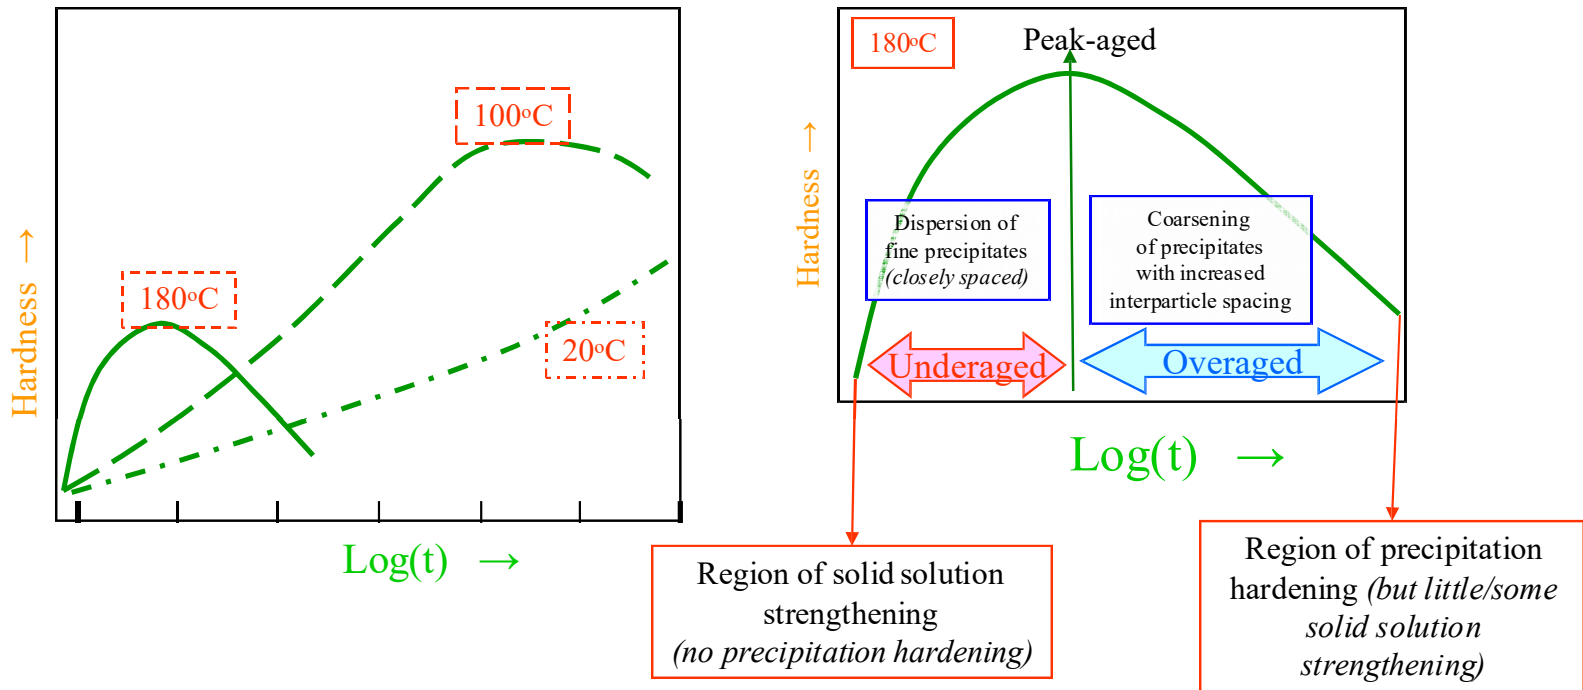 100°C
180°C
20°C
Hardness →
Log(t) →
180°C
Peak-aged
Hardness →
Dispersion of
fine precipitates
(closely spaced)
Coarsening
of precipitates
with increased
interparticle spacing
Underaged
Overaged
Log(t) →
Region of solid solution
strengthening
(no precipitation hardening)
Region of precipitation
hardening (but little/some
solid solution
strengthening)